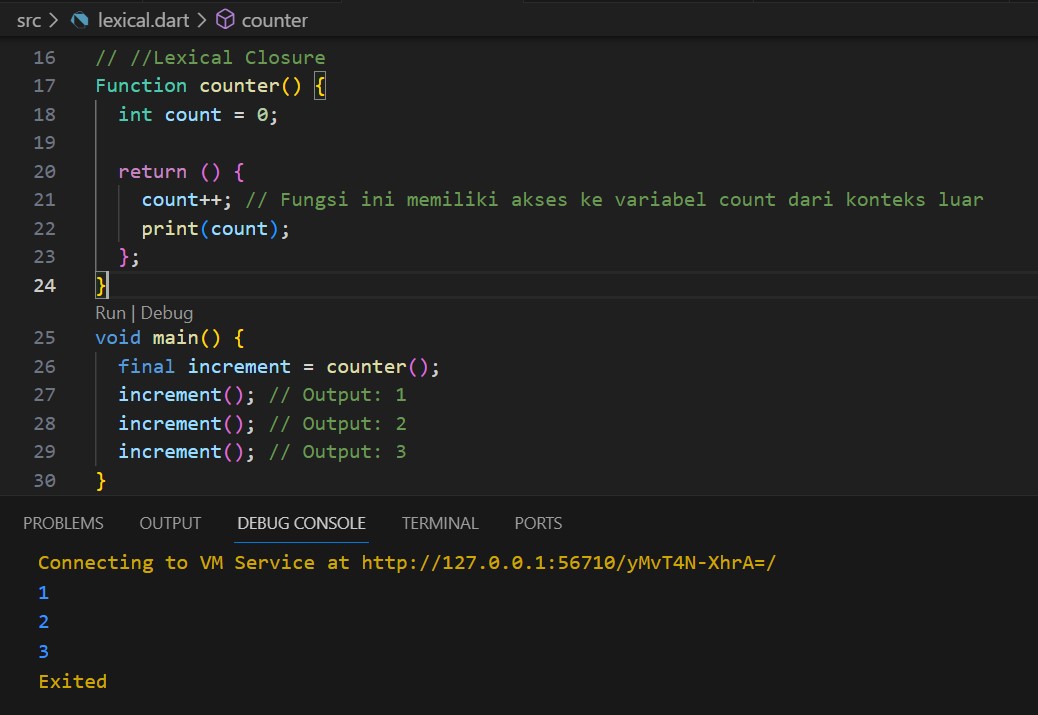 src > lexical.dart > counter
16 // //Lexical Closure
17 Function counter() {
18   int count = 0;
19
20   return () {
21     count++; // Fungsi ini memiliki akses ke variabel count dari konteks luar
22     print(count);
23   };
24 }
Run | Debug
25 void main() {
26   final increment = counter();
27   increment(); // Output: 1
28   increment(); // Output: 2
29   increment(); // Output: 3
30 }
PROBLEMS OUTPUT DEBUG CONSOLE TERMINAL PORTS
Connecting to VM Service at http://127.0.0.1:56710/yMvT4N-XhrA=/
1
2
3
Exited